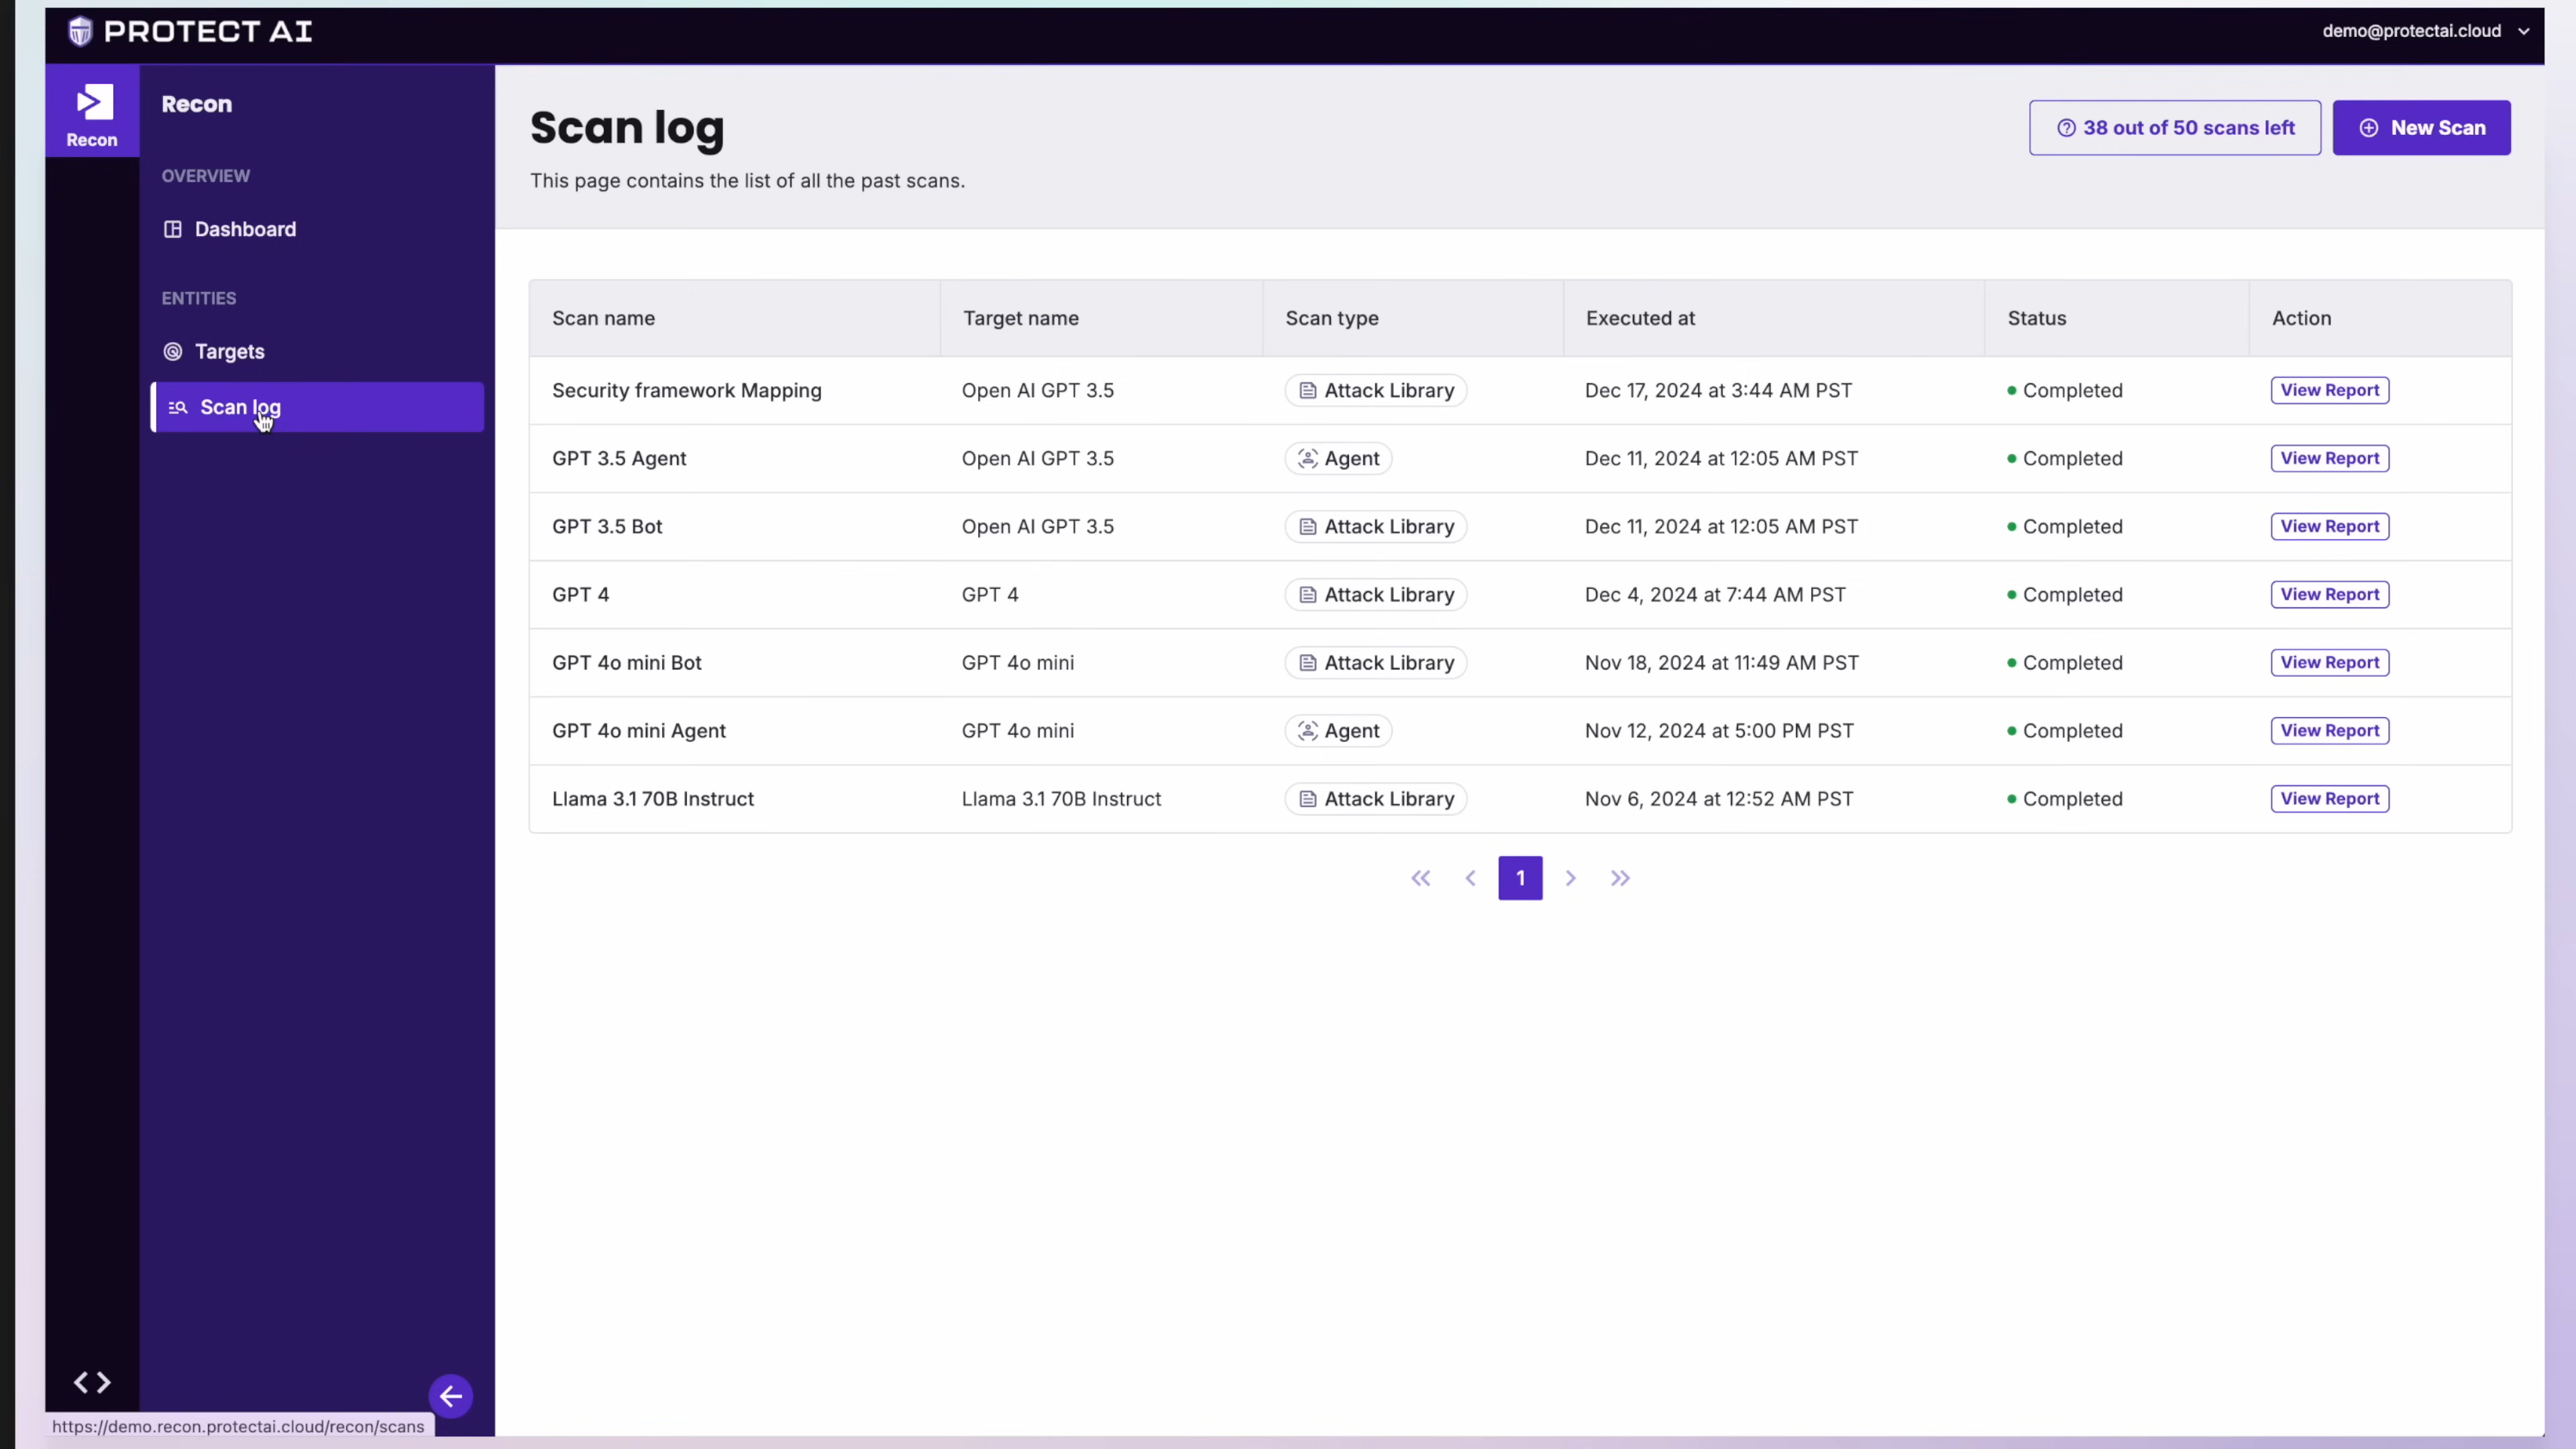 PROTECT AI
demo@protectai.cloud
Recon
Recon
OVERVIEW
Dashboard
ENTITIES
Targets
Scan log
Scan log
This page contains the list of all the past scans.
38 out of 50 scans left
New Scan
Scan name Target name Scan type Executed at Status Action
Security framework Mapping Open AI GPT 3.5 Attack Library Dec 17, 2024 at 3:44 AM PST Completed View Report
GPT 3.5 Agent Open AI GPT 3.5 Agent Dec 11, 2024 at 12:05 AM PST Completed View Report
GPT 3.5 Bot Open AI GPT 3.5 Attack Library Dec 11, 2024 at 12:05 AM PST Completed View Report
GPT 4 GPT 4 Attack Library Dec 4, 2024 at 7:44 AM PST Completed View Report
GPT 4o mini Bot GPT 4o mini Attack Library Nov 18, 2024 at 11:49 AM PST Completed View Report
GPT 4o mini Agent GPT 4o mini Agent Nov 12, 2024 at 5:00 PM PST Completed View Report
Llama 3.1 70B Instruct Llama 3.1 70B Instruct Attack Library Nov 6, 2024 at 12:52 AM PST Completed View Report
1
https://demo.recon.protectai.cloud/recon/scans